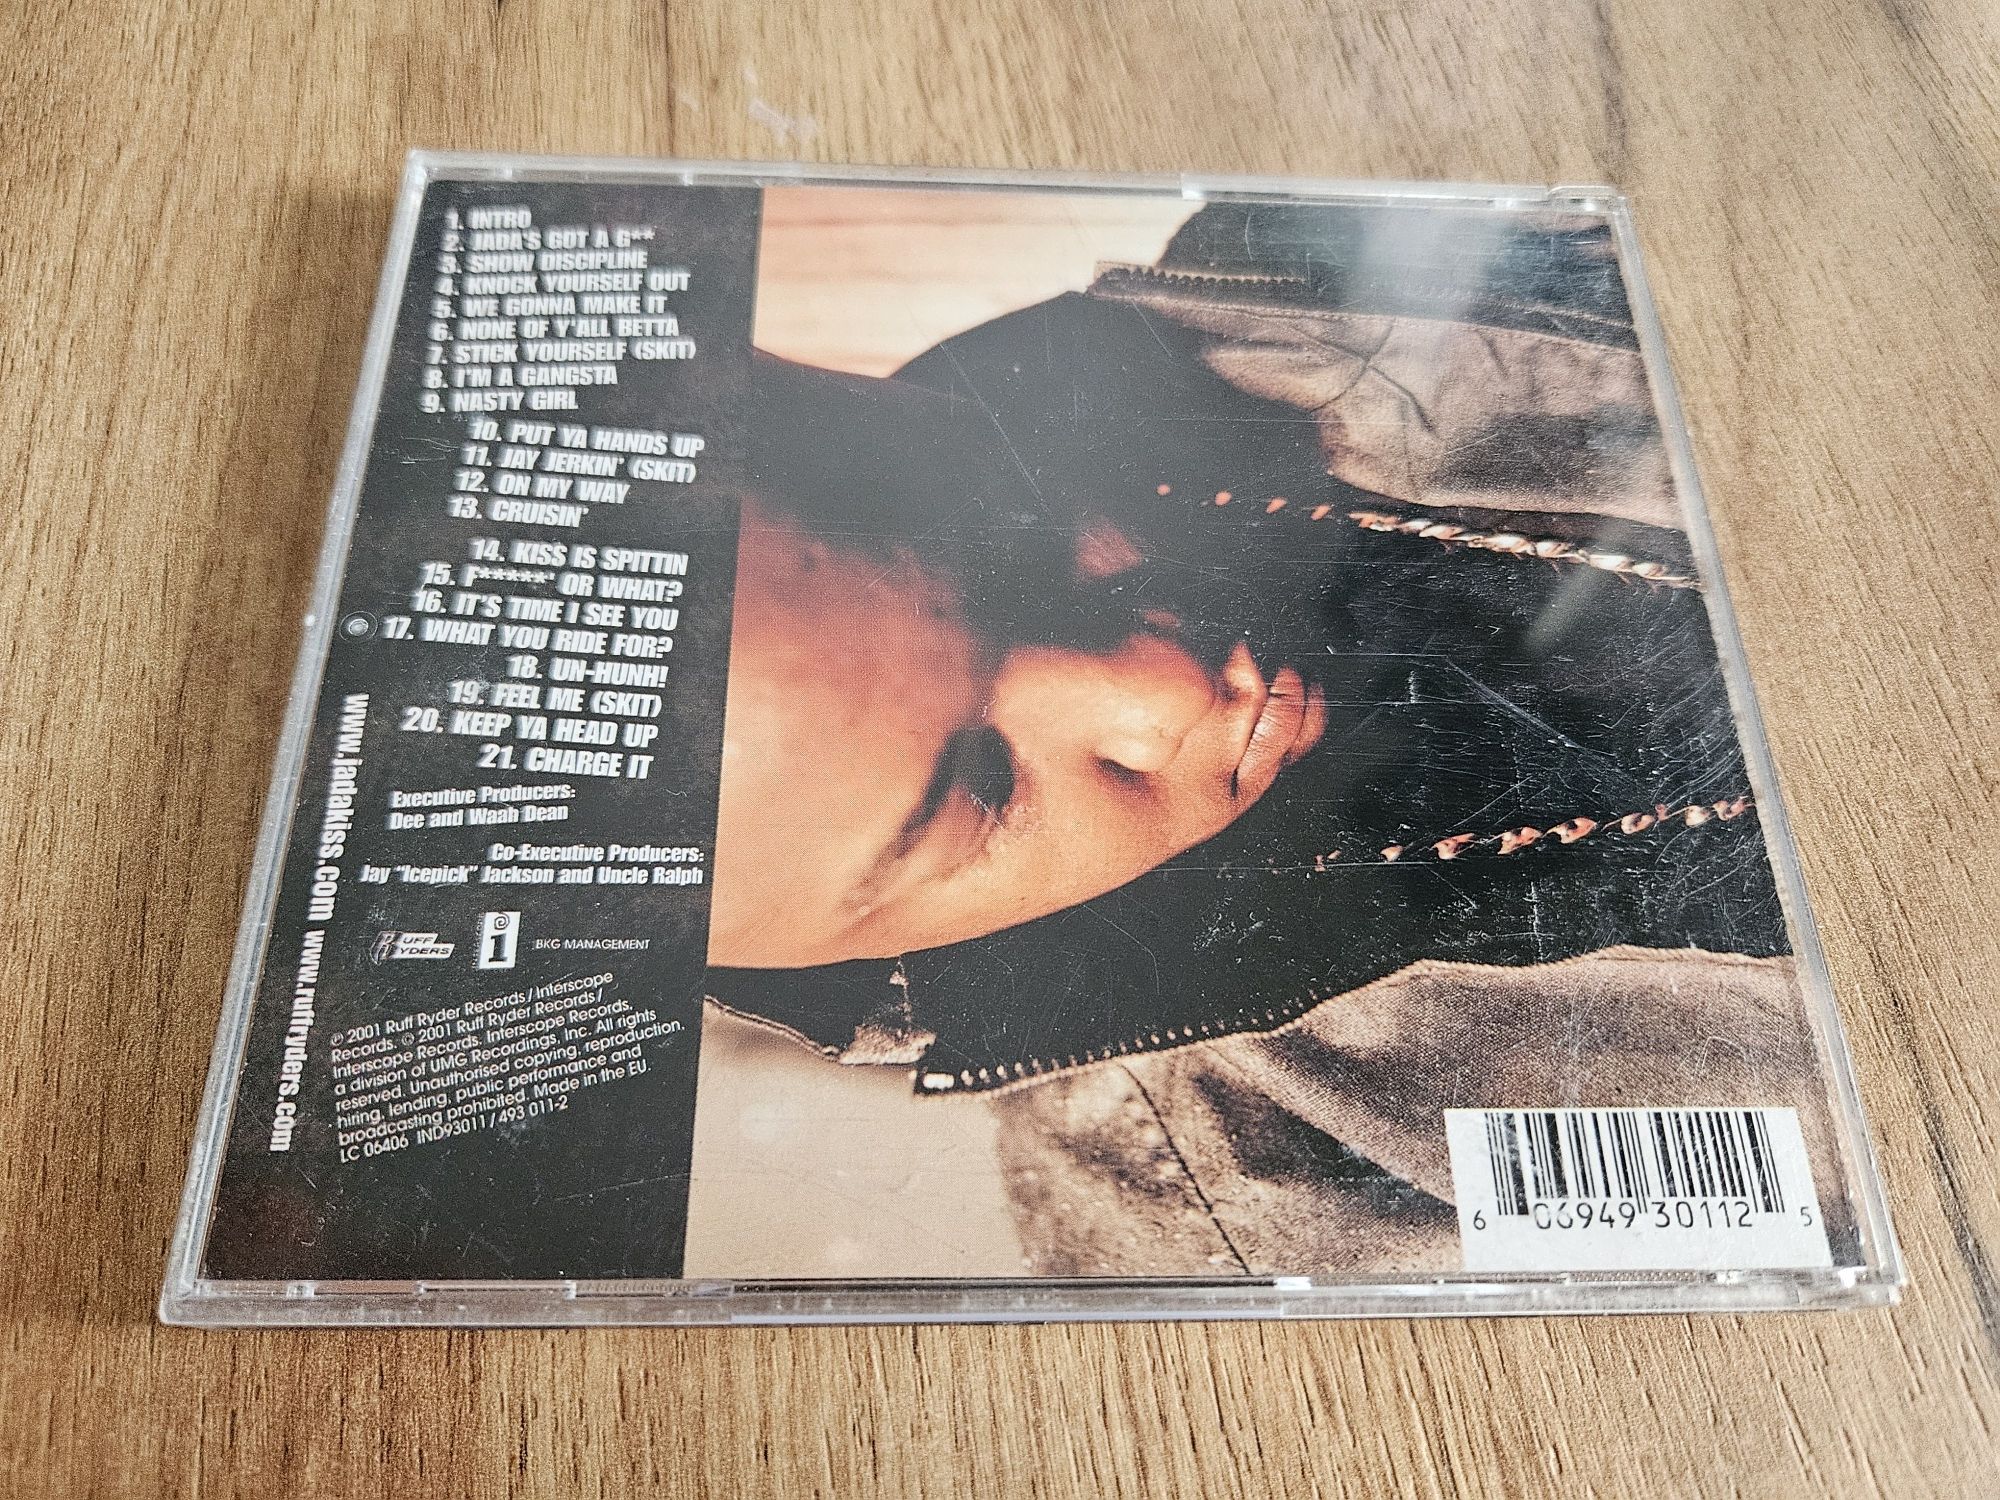 1. INTRO
2. JADA'S GOT A G**
3. SHOW DISCIPLINE
4. KNOCK YOURSELF OUT
5. WE GONNA MAKE IT
6. NONE OF Y'ALL BETTA
7. STICK YOURSELF (SKIT)
8. I'M A GANGSTA
9. NASTY GIRL
10. PUT YA HANDS UP
11. JAY JERKIN' (SKIT)
12. ON MY WAY
13. CRUISIN'
14. KISS IS SPITTIN
15. F*****' OR WHAT?
16. IT'S TIME I SEE YOU
17. WHAT YOU RIDE FOR?
18. UN-HUNH!
19. FEEL ME (SKIT)
20. KEEP YA HEAD UP
21. CHARGE IT
Executive Producers:
Dee and Waah Dean
Co-Executive Producers:
Jay "Icepick" Jackson and Uncle Ralph
RUFF
RYDERS
i
BKG MANAGEMENT
℗ 2001 Ruff Ryder Records / Interscope
Records. © 2001 Ruff Ryder Records /
Interscope Records. Interscope Records,
a division of UMG Recordings, Inc. All rights
reserved. Unauthorised copying, reproduction,
hiring, lending, public performance and
broadcasting prohibited. Made in the EU.
LC 06406 IND93011 / 493 011-2
www.jadakiss.com www.ruffryders.com
6 06949 30112 5